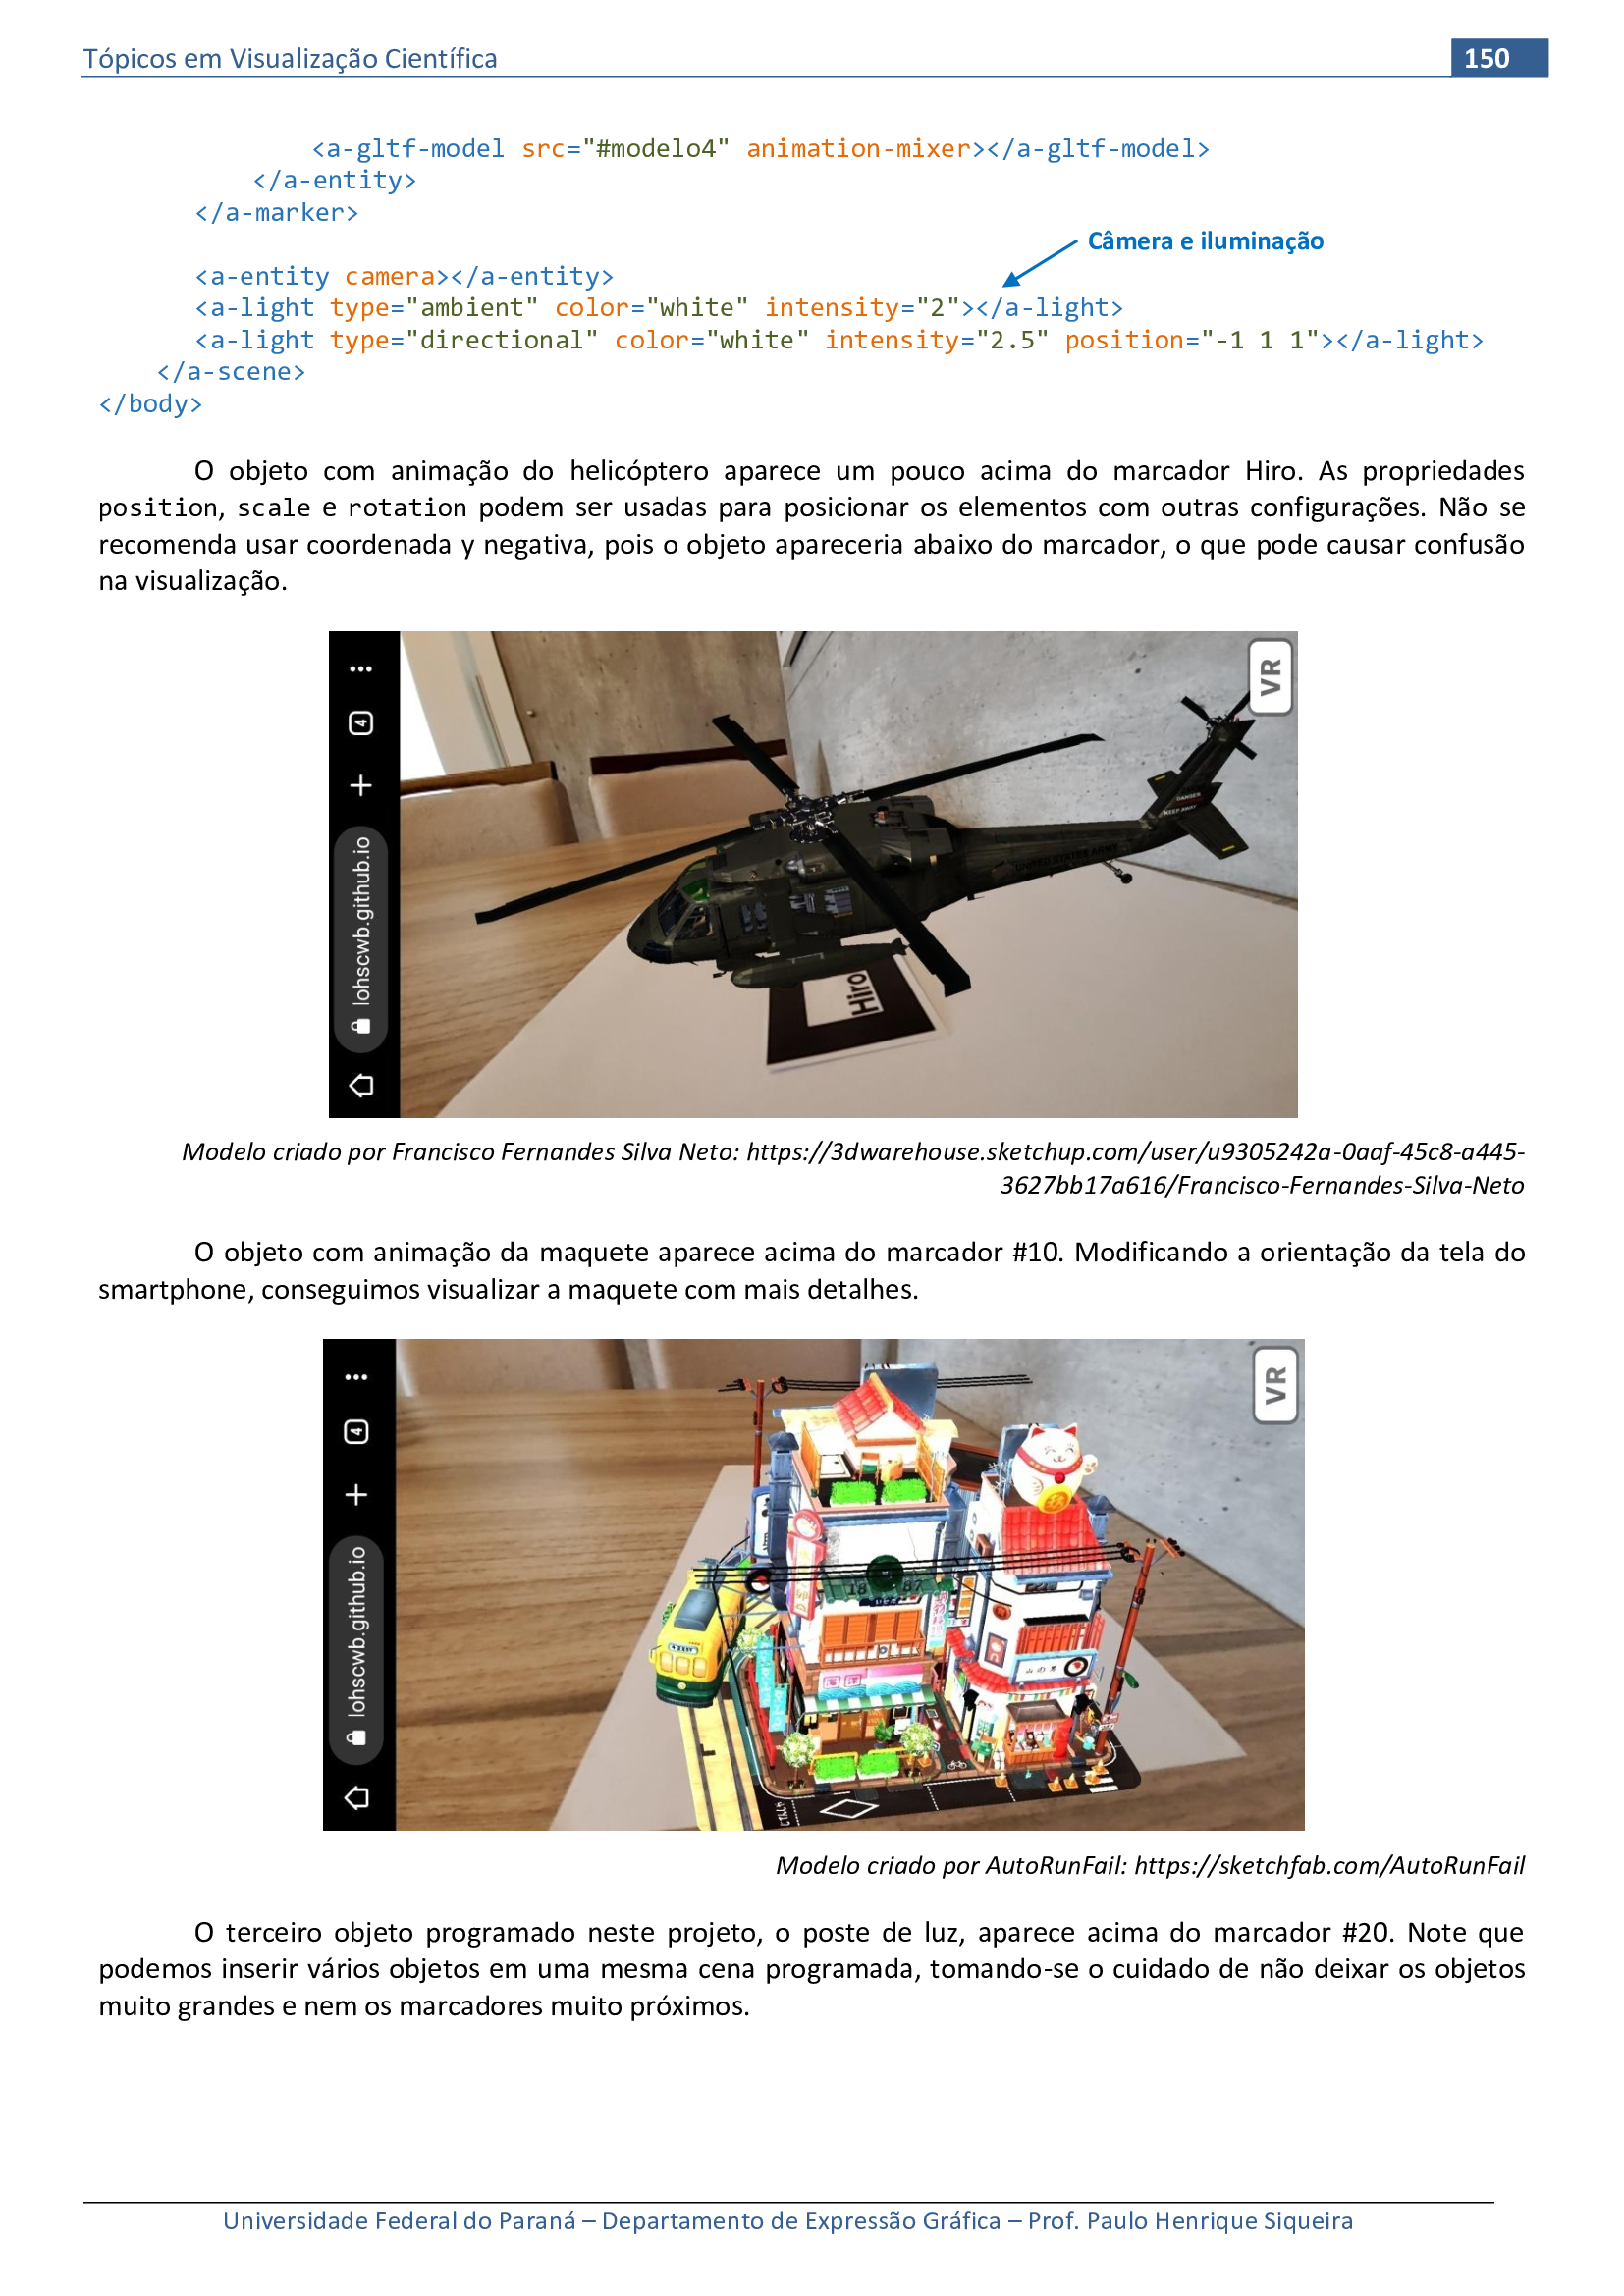 Tópicos em Visualização Científica 150
<a-gltf-model src="#modelo4" animation-mixer></a-gltf-model>
</a-entity>
</a-marker>
Câmera e iluminação
<a-entity camera></a-entity>
<a-light type="ambient" color="white" intensity="2"></a-light>
<a-light type="directional" color="white" intensity="2.5" position="-1 1 1"></a-light>
</a-scene>
</body>
O objeto com animação do helicóptero aparece um pouco acima do marcador Hiro. As propriedades
position, scale e rotation podem ser usadas para posicionar os elementos com outras configurações. Não se
recomenda usar coordenada y negativa, pois o objeto apareceria abaixo do marcador, o que pode causar confusão
na visualização.
4
lohscwb.github.io
VR
DANGER
KEEP AWAY
UNITED STATES ARMY
Hiro
Modelo criado por Francisco Fernandes Silva Neto: https://3dwarehouse.sketchup.com/user/u9305242a-0aaf-45c8-a445-
3627bb17a616/Francisco-Fernandes-Silva-Neto
O objeto com animação da maquete aparece acima do marcador #10. Modificando a orientação da tela do
smartphone, conseguimos visualizar a maquete com mais detalhes.
4
lohscwb.github.io
VR
18 87
Modelo criado por AutoRunFail: https://sketchfab.com/AutoRunFail
O terceiro objeto programado neste projeto, o poste de luz, aparece acima do marcador #20. Note que
podemos inserir vários objetos em uma mesma cena programada, tomando-se o cuidado de não deixar os objetos
muito grandes e nem os marcadores muito próximos.
Universidade Federal do Paraná – Departamento de Expressão Gráfica – Prof. Paulo Henrique Siqueira